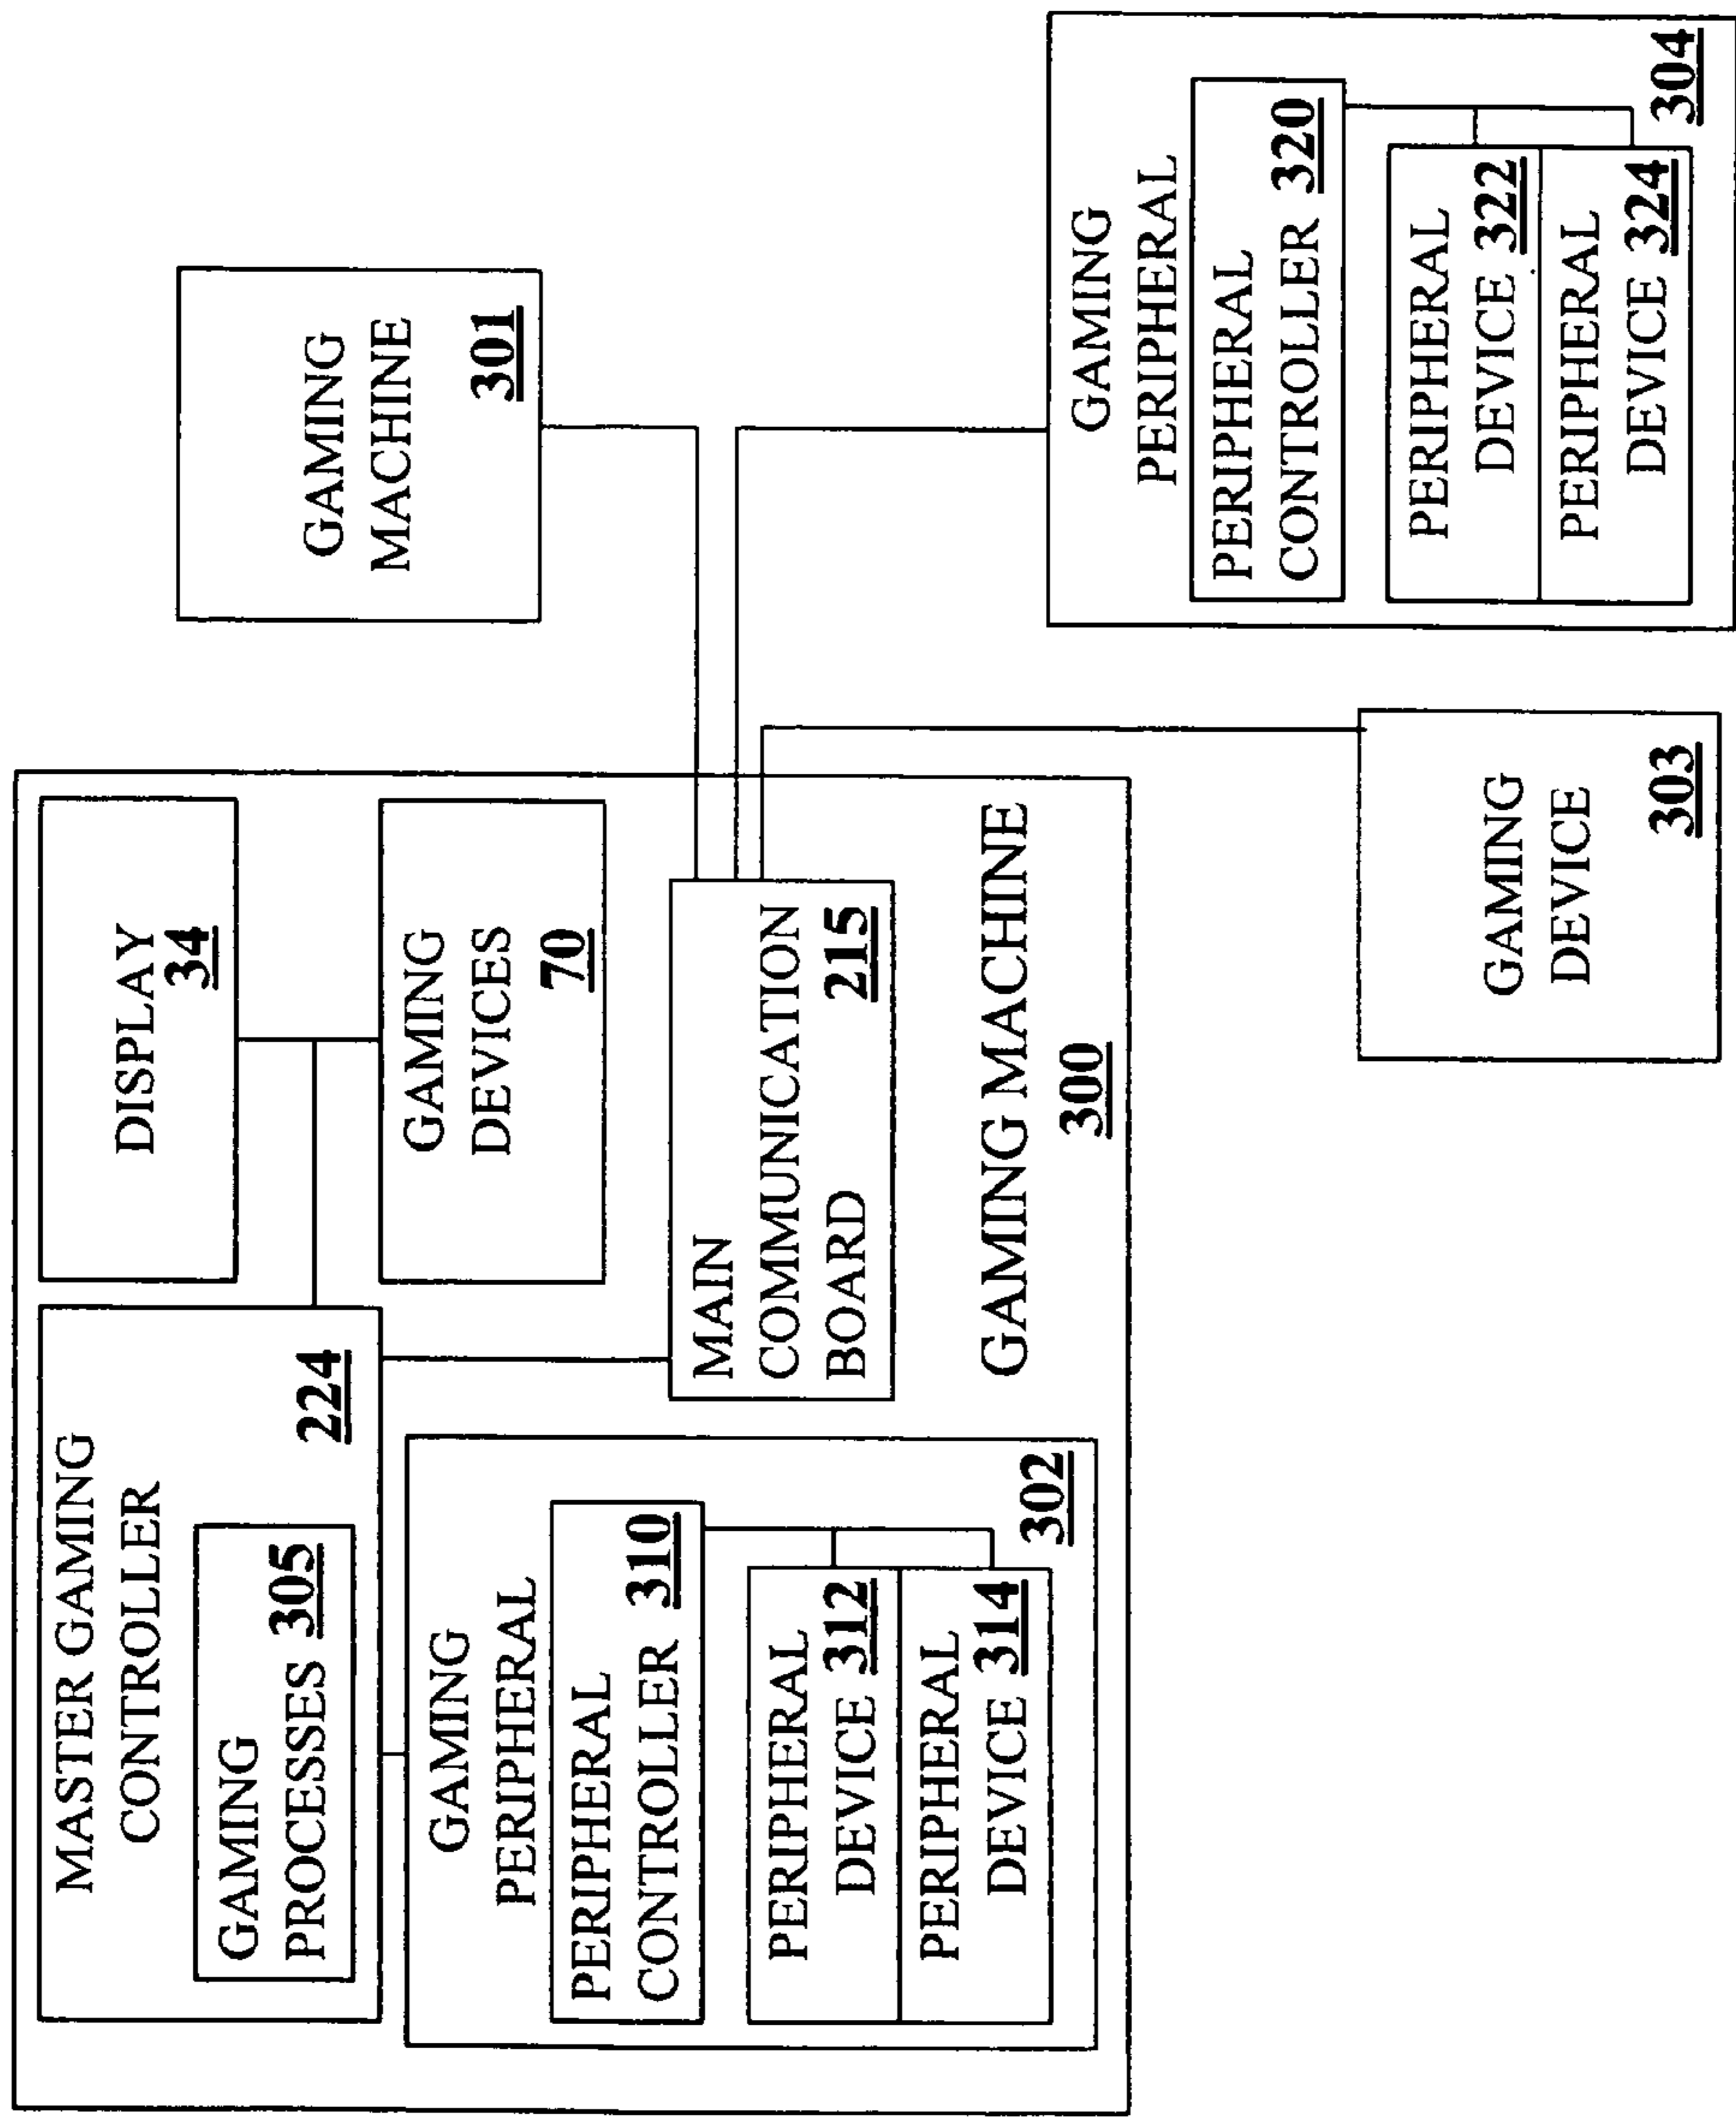 MASTER GAMING
CONTROLLER
GAMING
PROCESSES 305
224
DISPLAY
34
GAMING
DEVICES
70
GAMING
PERIPHERAL
PERIPHERAL
CONTROLLER 310
PERIPHERAL
DEVICE 312
PERIPHERAL
DEVICE 314
302
MAIN
COMMUNICATION
BOARD 215
GAMING MACHINE
300
GAMING
MACHINE
301
GAMING
DEVICE
303
GAMING
PERIPHERAL
PERIPHERAL
CONTROLLER 320
PERIPHERAL
DEVICE 322
PERIPHERAL
DEVICE 324
304